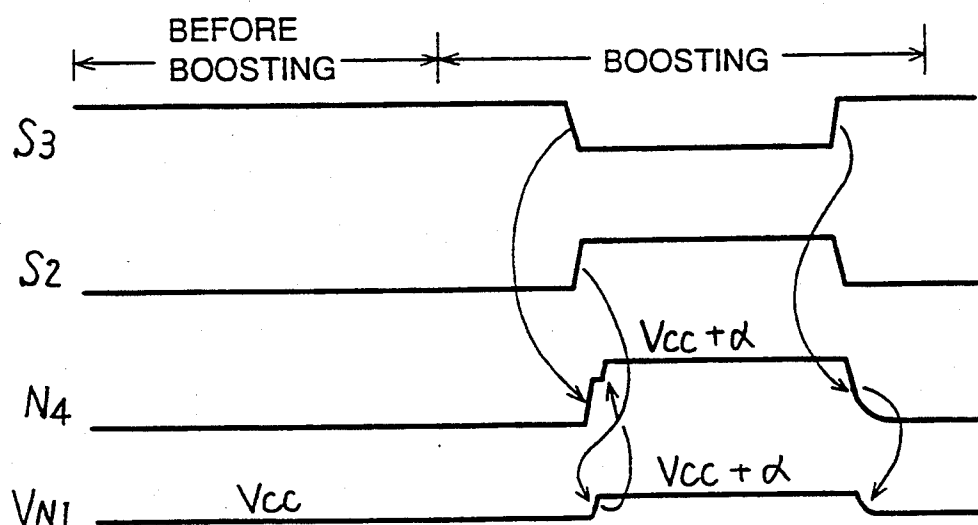 BEFORE
BOOSTING
BOOSTING
S3
S2
Vcc+α
N4
Vcc
Vcc+α
VN1